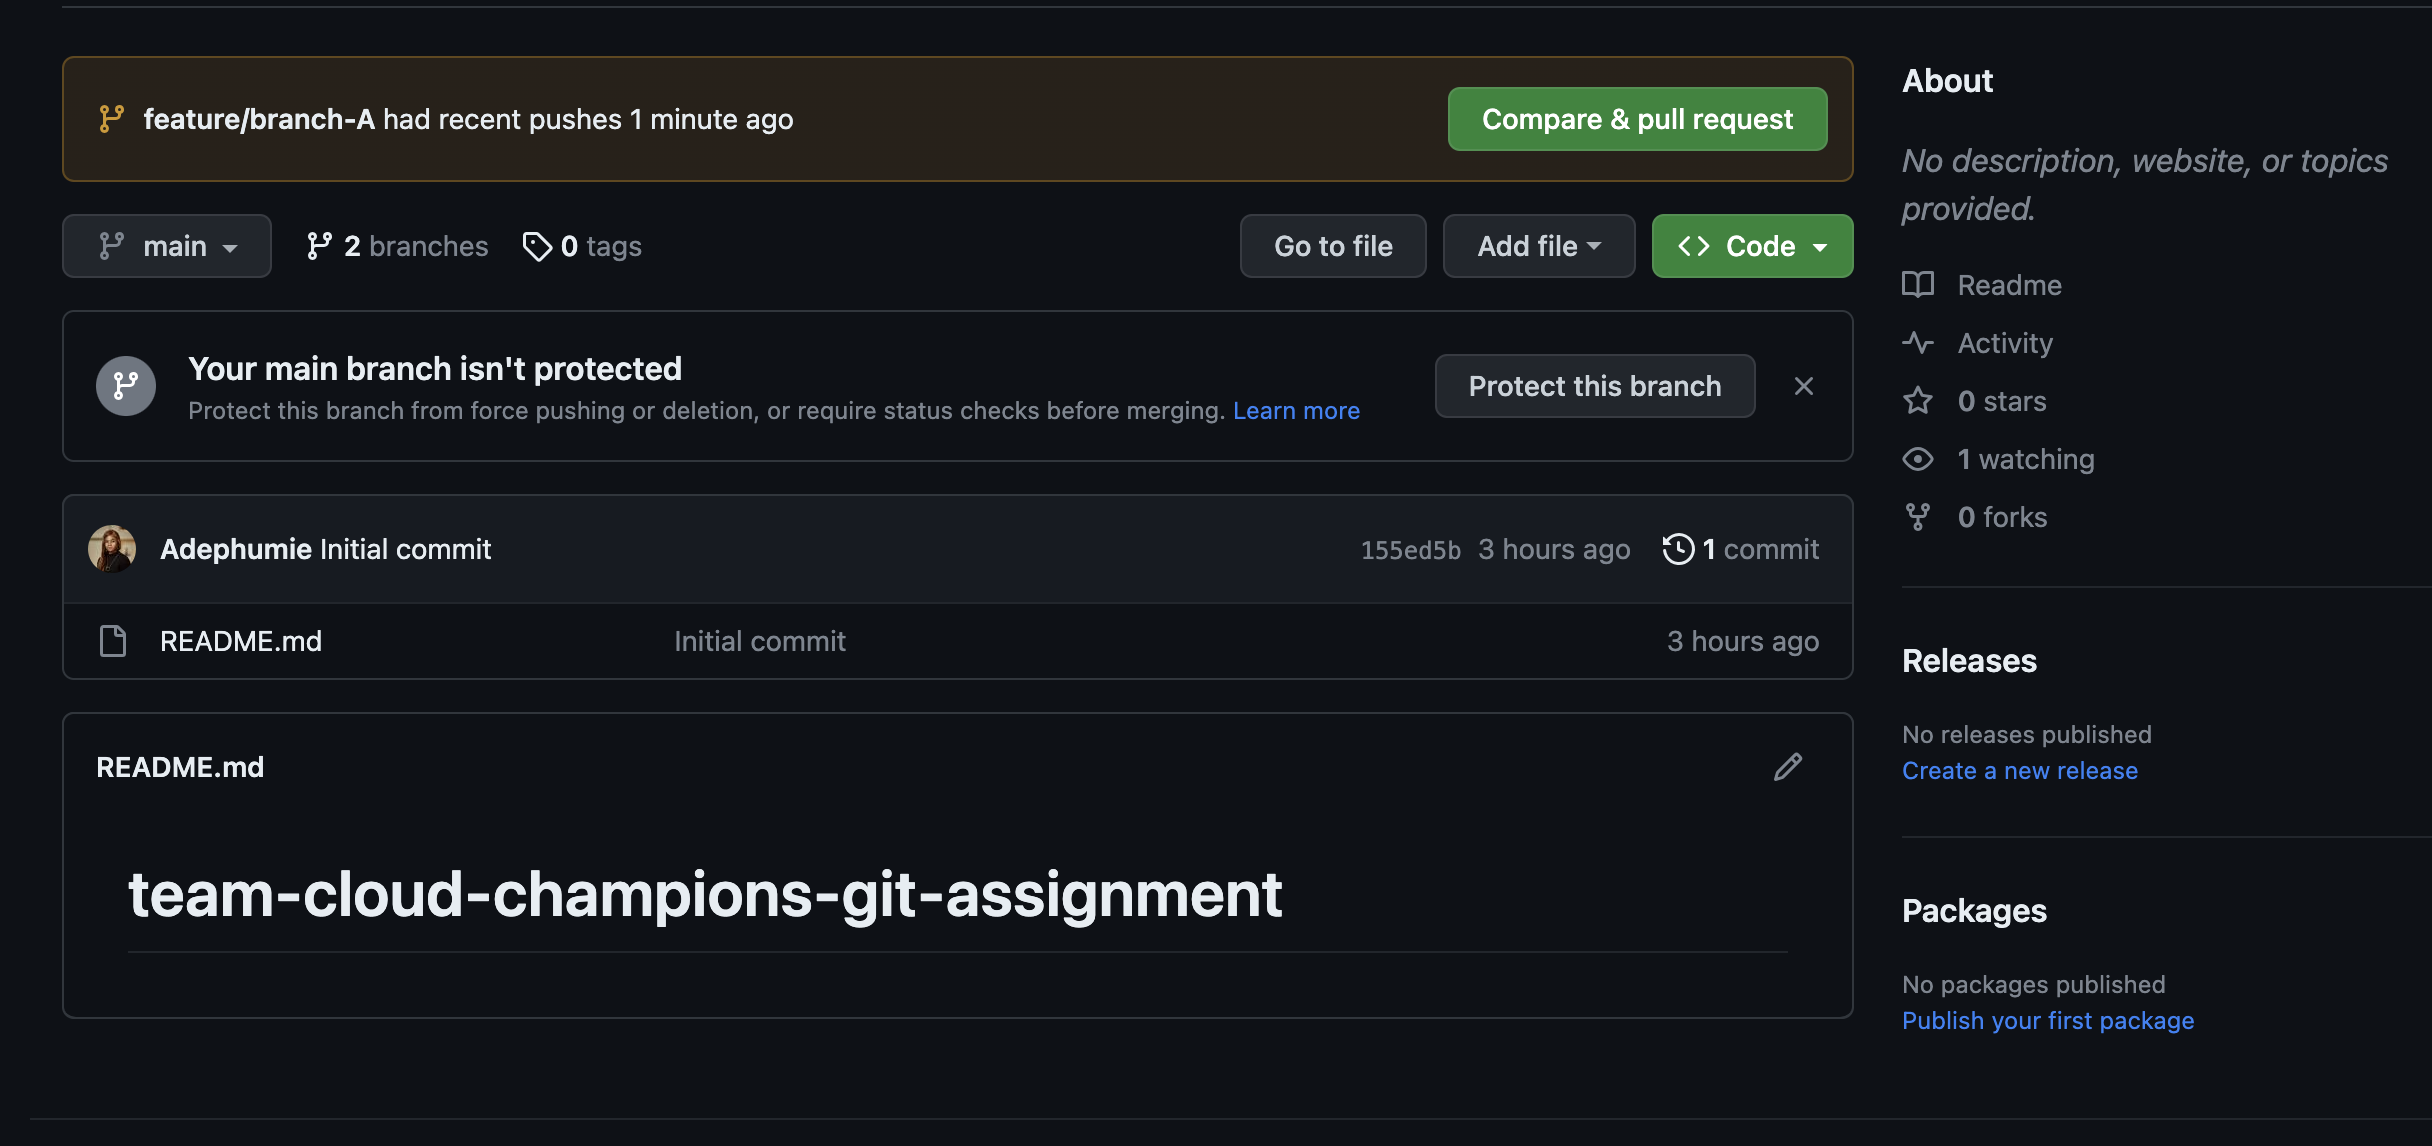 feature/branch-A had recent pushes 1 minute ago
Compare & pull request
main
2 branches
0 tags
Go to file
Add file
Code
Your main branch isn't protected
Protect this branch from force pushing or deletion, or require status checks before merging. Learn more
Protect this branch
Adephumie Initial commit
155ed5b 3 hours ago
1 commit
README.md
Initial commit
3 hours ago
README.md
team-cloud-champions-git-assignment
About
No description, website, or topics
provided.
Readme
Activity
0 stars
1 watching
0 forks
Releases
No releases published
Create a new release
Packages
No packages published
Publish your first package